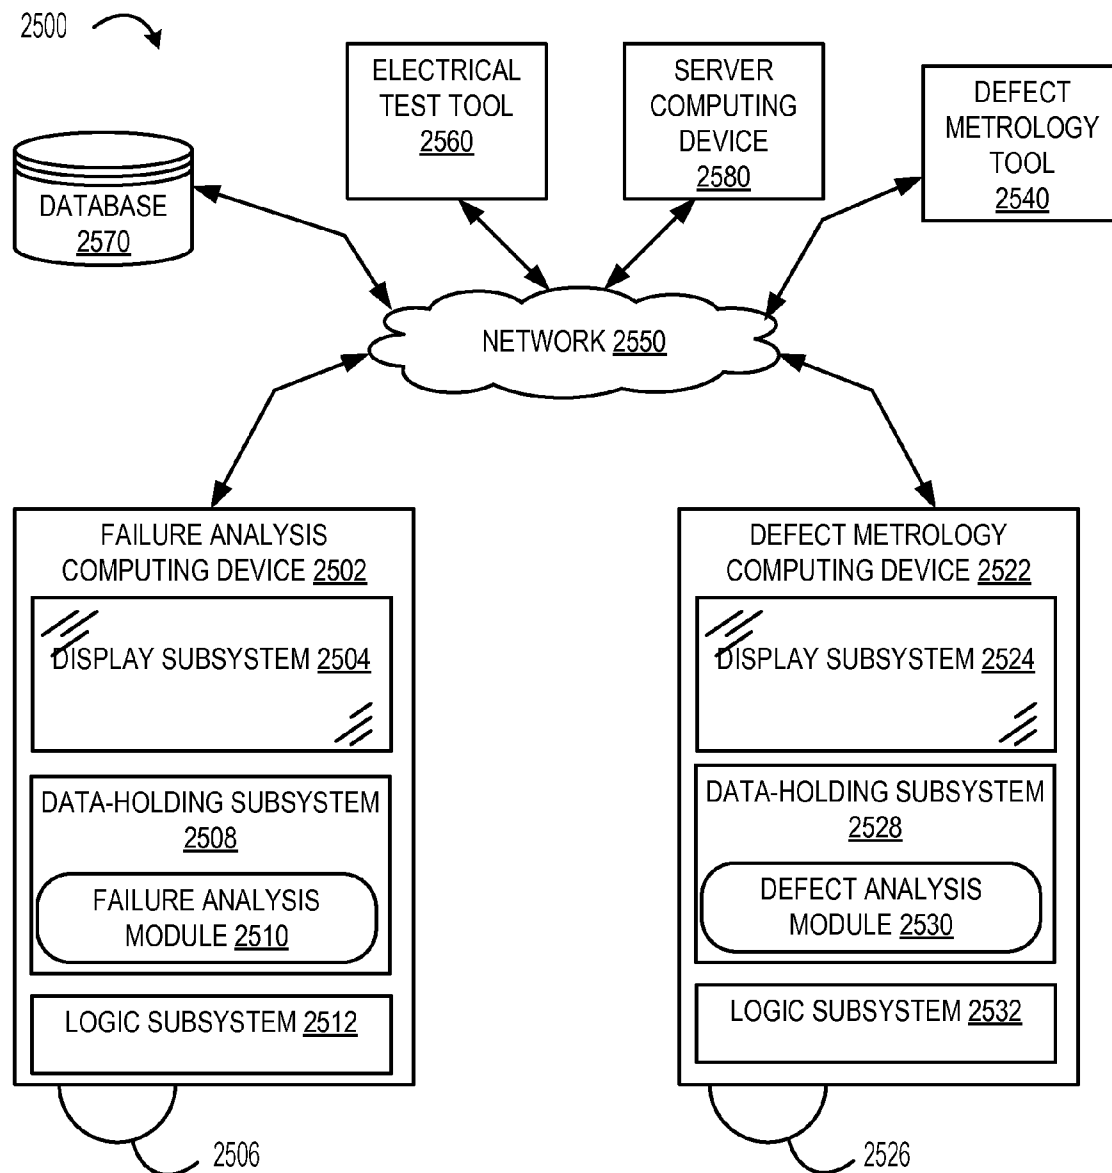 2500
ELECTRICAL
TEST TOOL
2560
SERVER
COMPUTING
DEVICE
2580
DEFECT
METROLOGY
TOOL
2540
DATABASE
2570
NETWORK 2550
FAILURE ANALYSIS
COMPUTING DEVICE 2502
DISPLAY SUBSYSTEM 2504
DATA-HOLDING SUBSYSTEM
2508
FAILURE ANALYSIS
MODULE 2510
LOGIC SUBSYSTEM 2512
2506
DEFECT METROLOGY
COMPUTING DEVICE 2522
DISPLAY SUBSYSTEM 2524
DATA-HOLDING SUBSYSTEM
2528
DEFECT ANALYSIS
MODULE 2530
LOGIC SUBSYSTEM 2532
2526